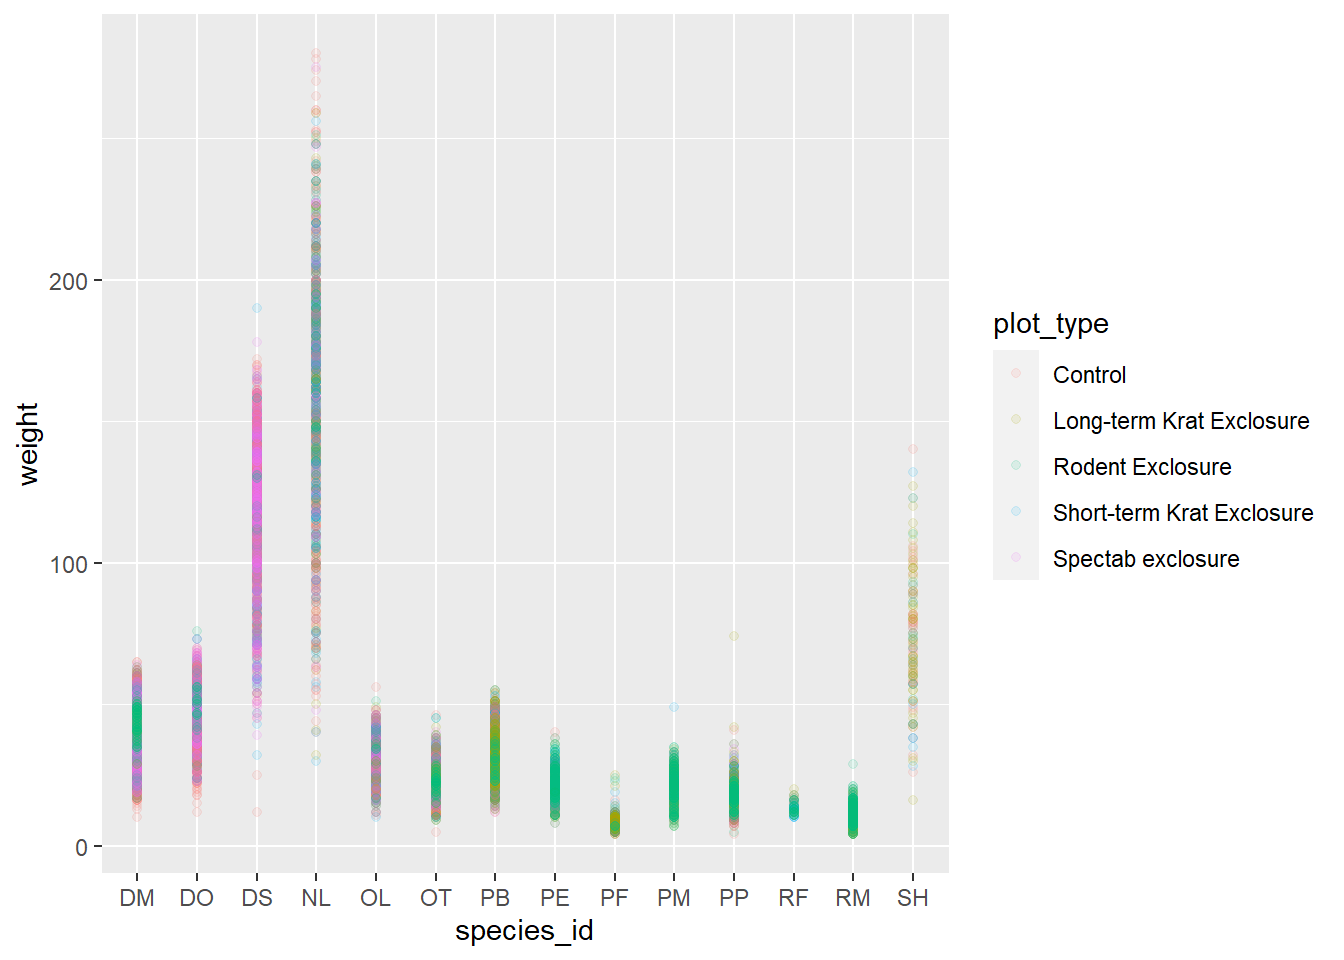 weight
200
100
0
DM DO DS NL OL OT PB PE PF PM PP RF RM SH
species_id
plot_type
Control
Long-term Krat Exclosure
Rodent Exclosure
Short-term Krat Exclosure
Spectab exclosure